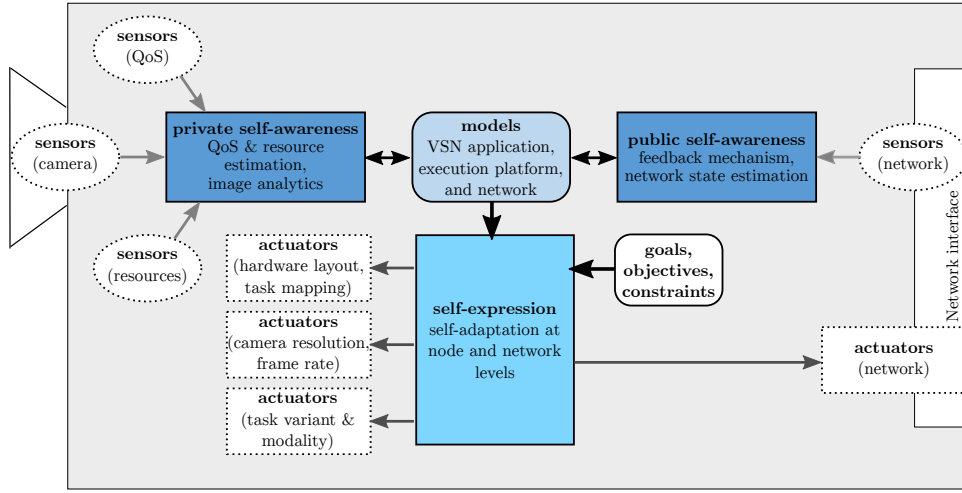 sensors
(QoS)
sensors
(camera)
sensors
(resources)
private self-awareness
QoS & resource
estimation,
image analytics
models
VSN application,
execution platform,
and network
public self-awareness
feedback mechanism,
network state estimation
sensors
(network)
Network interface
actuators
(hardware layout,
task mapping)
actuators
(camera resolution,
frame rate)
actuators
(task variant &
modality)
self-expression
self-adaptation at
node and network
levels
goals,
objectives,
constraints
actuators
(network)